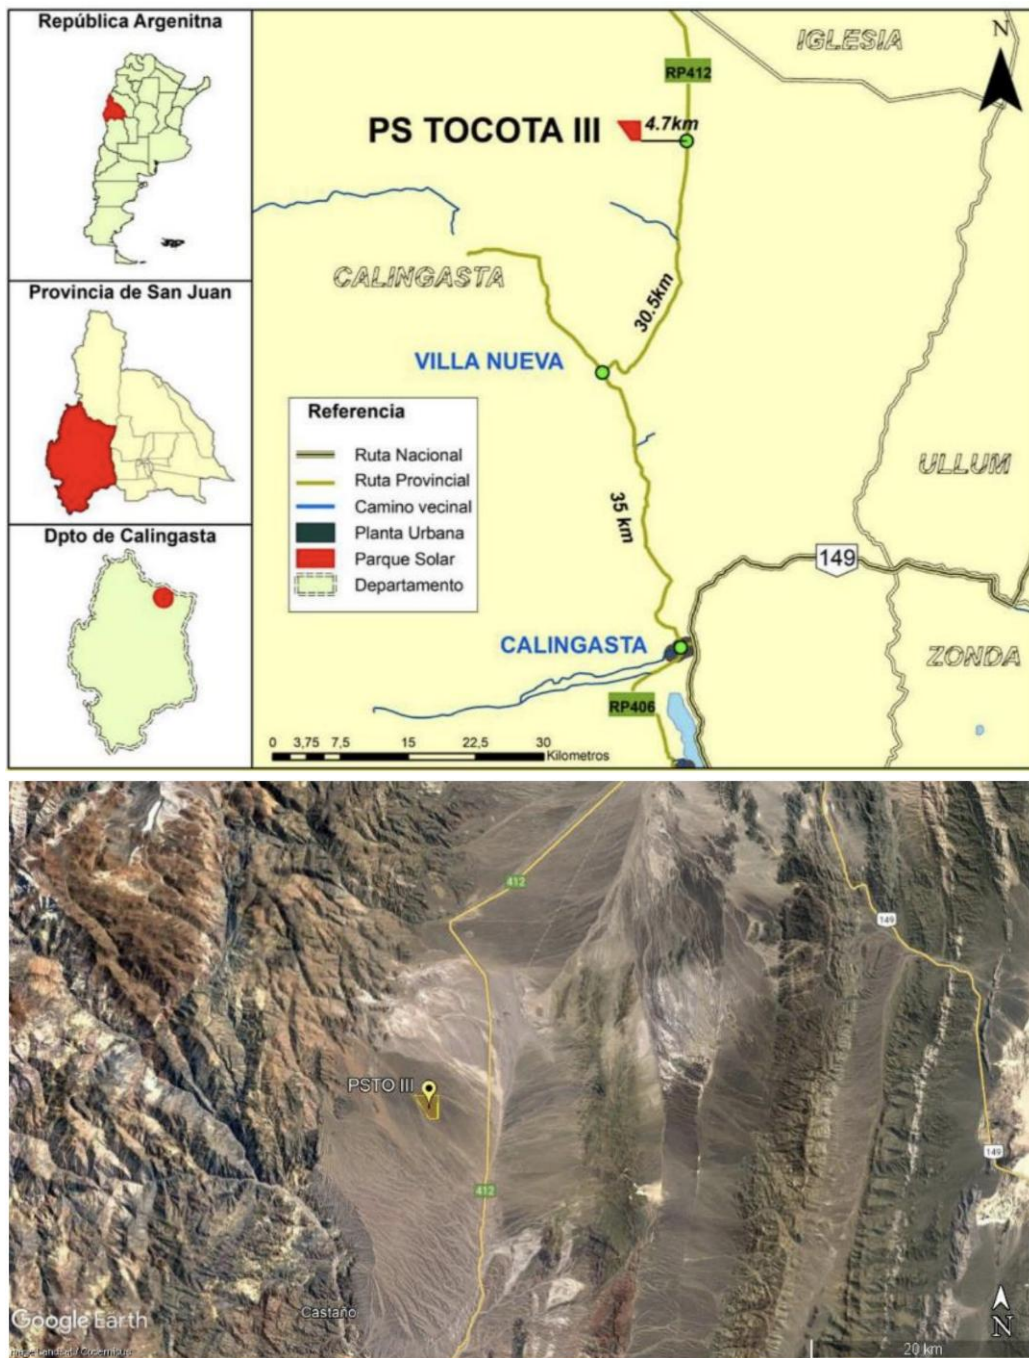 República Argenitna
Provincia de San Juan
Dpto de Calingasta
N
IGLESIA
RP412
PS TOCOTA III
4.7km
CALINGASTA
30.5km
VILLA NUEVA
Referencia
Ruta Nacional
Ruta Provincial
Camino vecinal
Planta Urbana
Parque Solar
Departamento
35 km
ULLUM
149
CALINGASTA
ZONDA
RP406
0 3,75 7,5 15 22,5 30
Kilometros
412
149
PSTO III
149
412
Castaño
Google Earth
Image Landsat / Copernicus
N
20 km